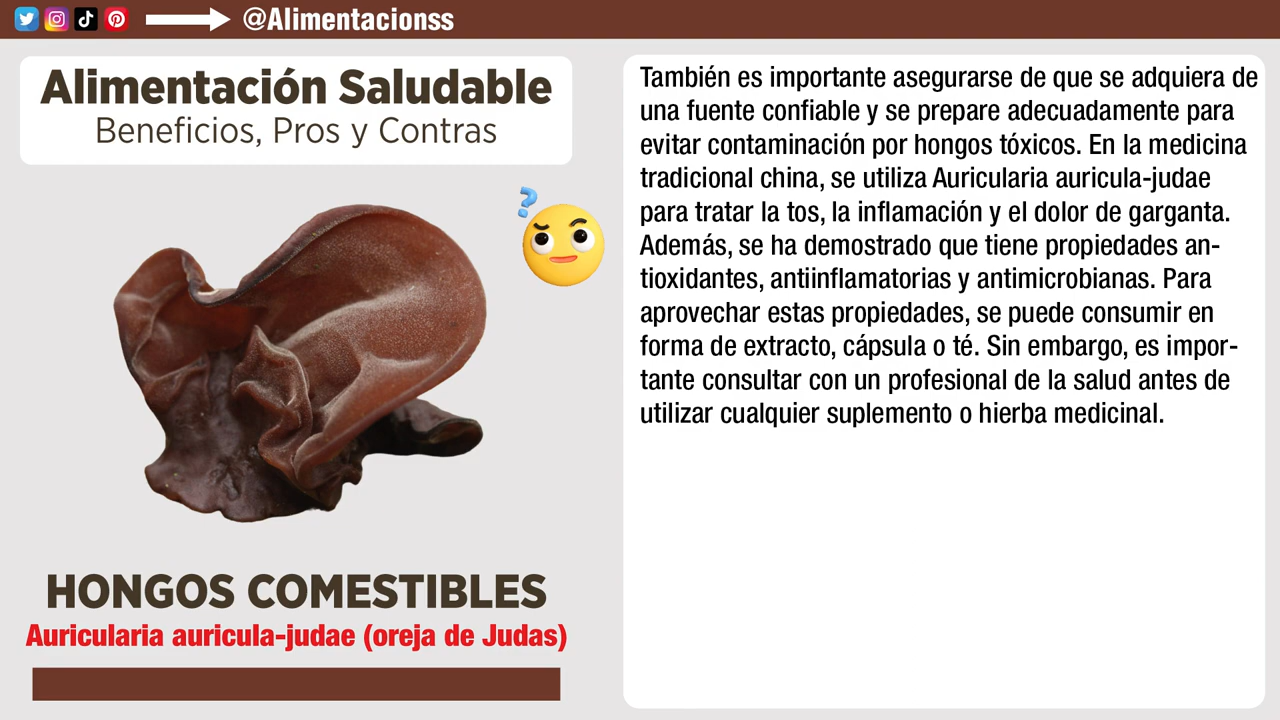 @Alimentacionss
Alimentación Saludable
Beneficios, Pros y Contras
HONGOS COMESTIBLES
Auricularia auricula-judae (oreja de Judas)
También es importante asegurarse de que se adquiera de
una fuente confiable y se prepare adecuadamente para
evitar contaminación por hongos tóxicos. En la medicina
tradicional china, se utiliza Auricularia auricula-judae
para tratar la tos, la inflamación y el dolor de garganta.
Además, se ha demostrado que tiene propiedades an-
tioxidantes, antiinflamatorias y antimicrobianas. Para
aprovechar estas propiedades, se puede consumir en
forma de extracto, cápsula o té. Sin embargo, es impor-
tante consultar con un profesional de la salud antes de
utilizar cualquier suplemento o hierba medicinal.